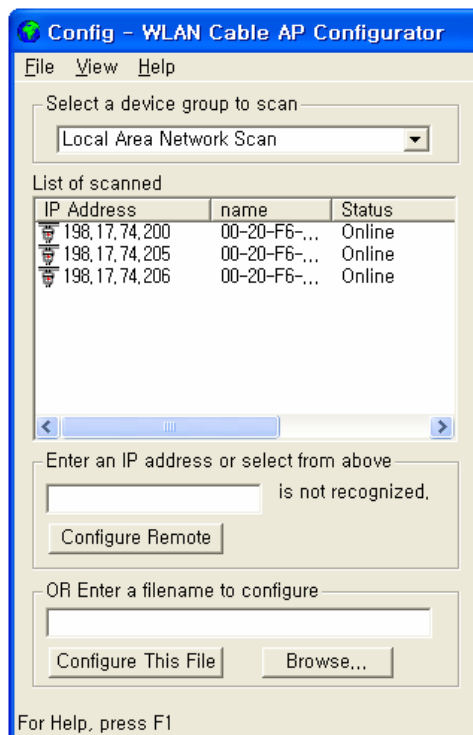 Config - WLAN Cable AP Configurator
File View Help
Select a device group to scan
Local Area Network Scan
List of scanned
IP Address name Status
198,17,74,200 00-20-F6-,,, Online
198,17,74,205 00-20-F6-,,, Online
198,17,74,206 00-20-F6-,,, Online
Enter an IP address or select from above
is not recognized,
Configure Remote
OR Enter a filename to configure
Configure This File Browse,,,
For Help, press F1